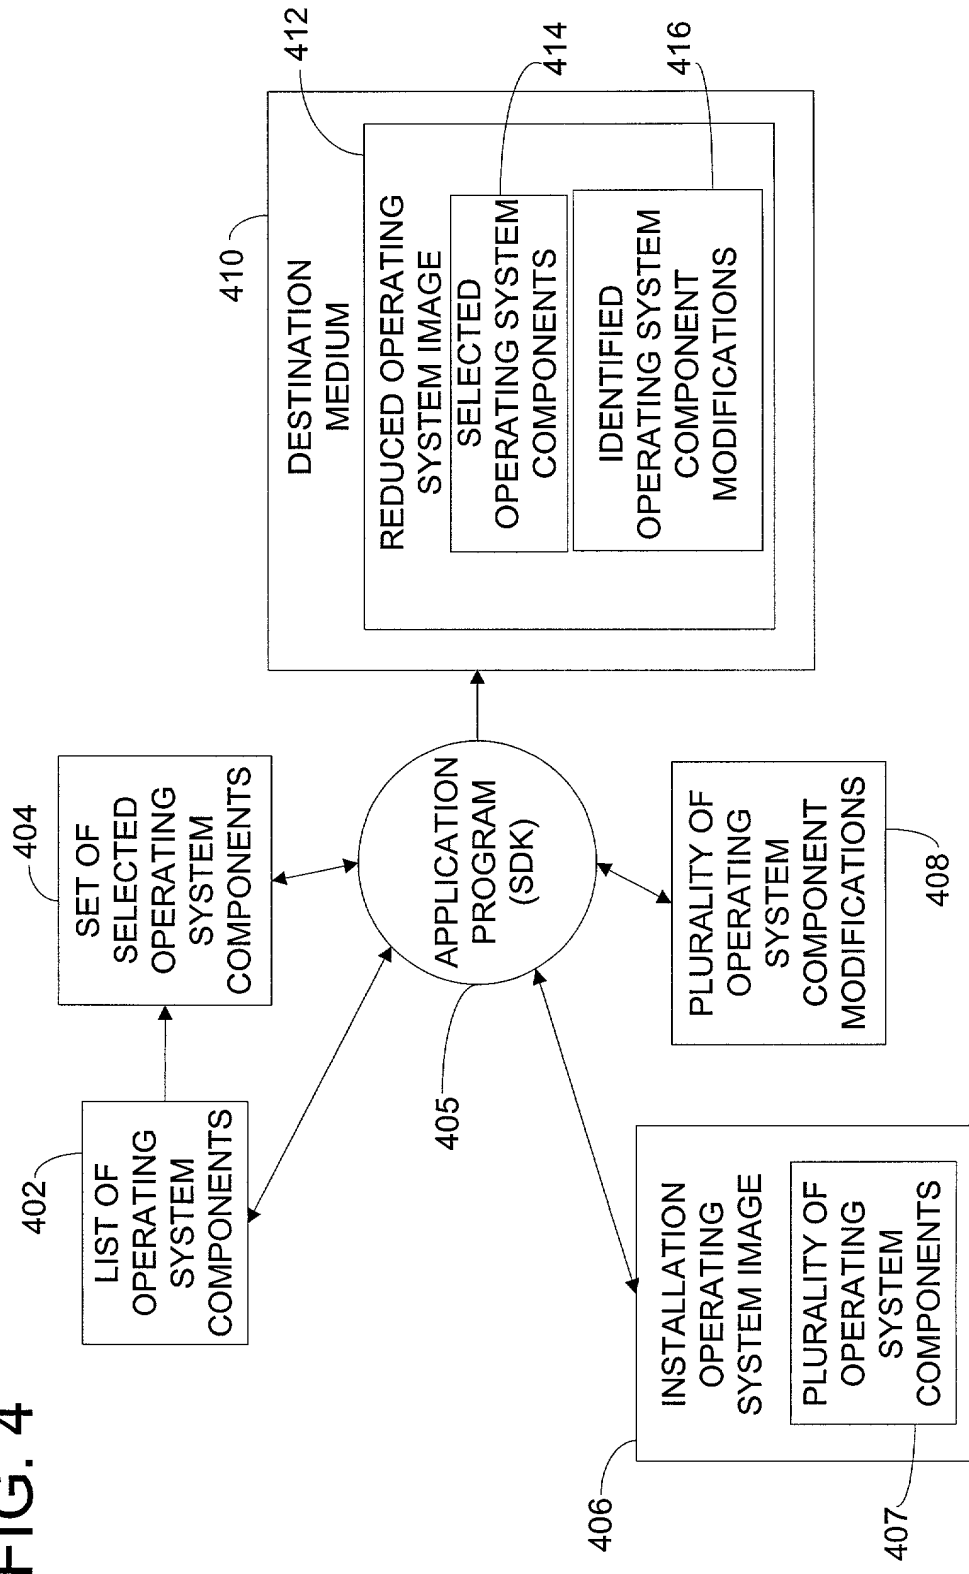 FIG. 4
402
LIST OF
OPERATING
SYSTEM
COMPONENTS
404
SET OF
SELECTED
OPERATING
SYSTEM
COMPONENTS
405
APPLICATION
PROGRAM
(SDK)
406
INSTALLATION
OPERATING
SYSTEM IMAGE
407
PLURALITY OF
OPERATING
SYSTEM
COMPONENTS
408
PLURALITY OF
OPERATING
SYSTEM
COMPONENT
MODIFICATIONS
410
DESTINATION
MEDIUM
412
REDUCED OPERATING
SYSTEM IMAGE
414
SELECTED
OPERATING SYSTEM
COMPONENTS
416
IDENTIFIED
OPERATING SYSTEM
COMPONENT
MODIFICATIONS